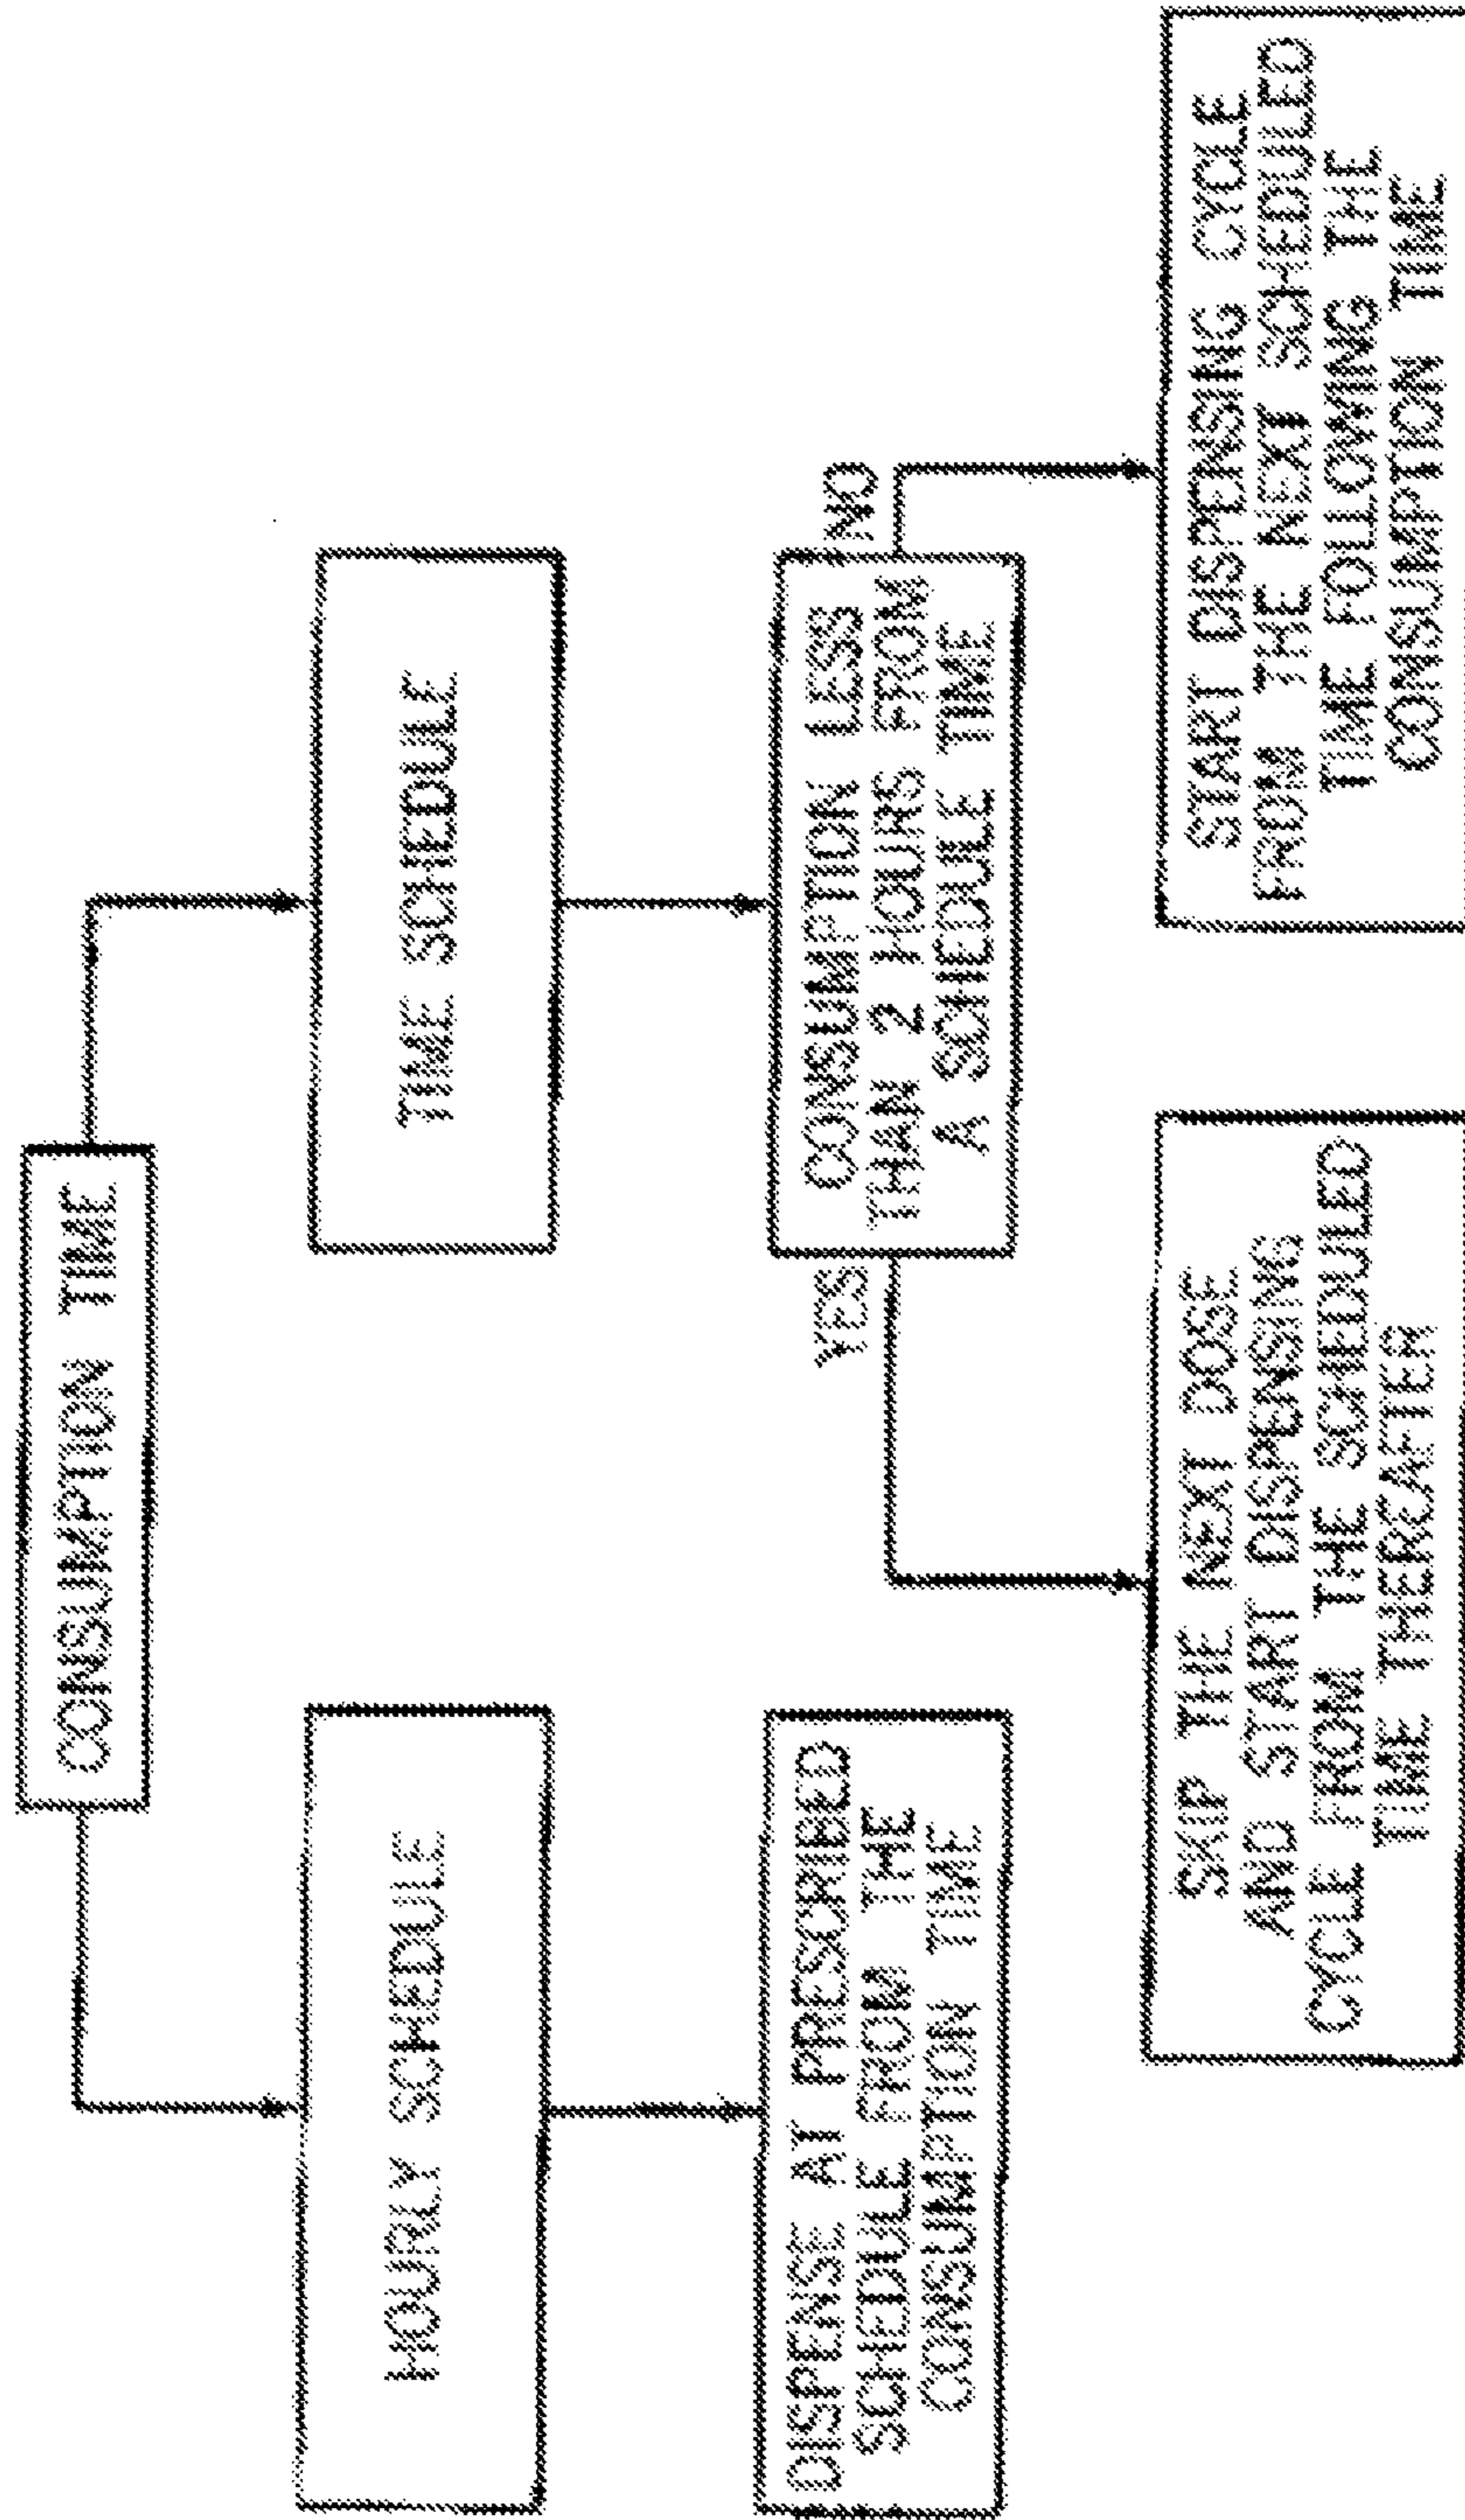 CONSUMPTION TIME
HOURLY SCHEDULE
TIME SCHEDULE
DISPENSE AT PRESCRIBED
SCHEDULE FROM THE
CONSUMPTION TIME
YES
CONSUMPTION LESS
THAN 2 HOURS FROM
A SCHEDULE TIME
NO
SKIP THE NEXT DOSE
AND START DISPENSING
CYCLE FROM THE SCHEDULED
TIME THEREAFTER
START DISPENSING CYCLE
FROM THE NEXT SCHEDULED
TIME FOLLOWING THE
CONSUMPTION TIME